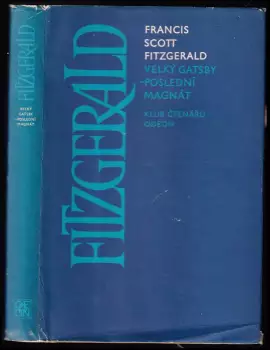 FITZGERALD
VELKÝ
GATSBY
-POSLEDNÍ
MAGNÁT
FITZGERALD
FRANCIS
SCOTT
FITZGERALD
VELKÝ GATSBY
-POSLEDNÍ
MAGNÁT
KLUB ČTENÁŘŮ
ODEON